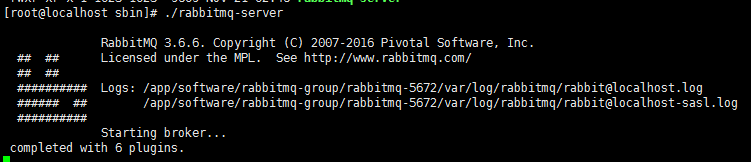 [root@localhost sbin]# ./rabbitmq-server
RabbitMQ 3.6.6. Copyright (C) 2007-2016 Pivotal Software, Inc.
##  ##      Licensed under the MPL.  See http://www.rabbitmq.com/
##  ##
##########  Logs: /app/software/rabbitmq-group/rabbitmq-5672/var/log/rabbitmq/rabbit@localhost.log
######  ##        /app/software/rabbitmq-group/rabbitmq-5672/var/log/rabbitmq/rabbit@localhost-sasl.log
##########
Starting broker...
completed with 6 plugins.